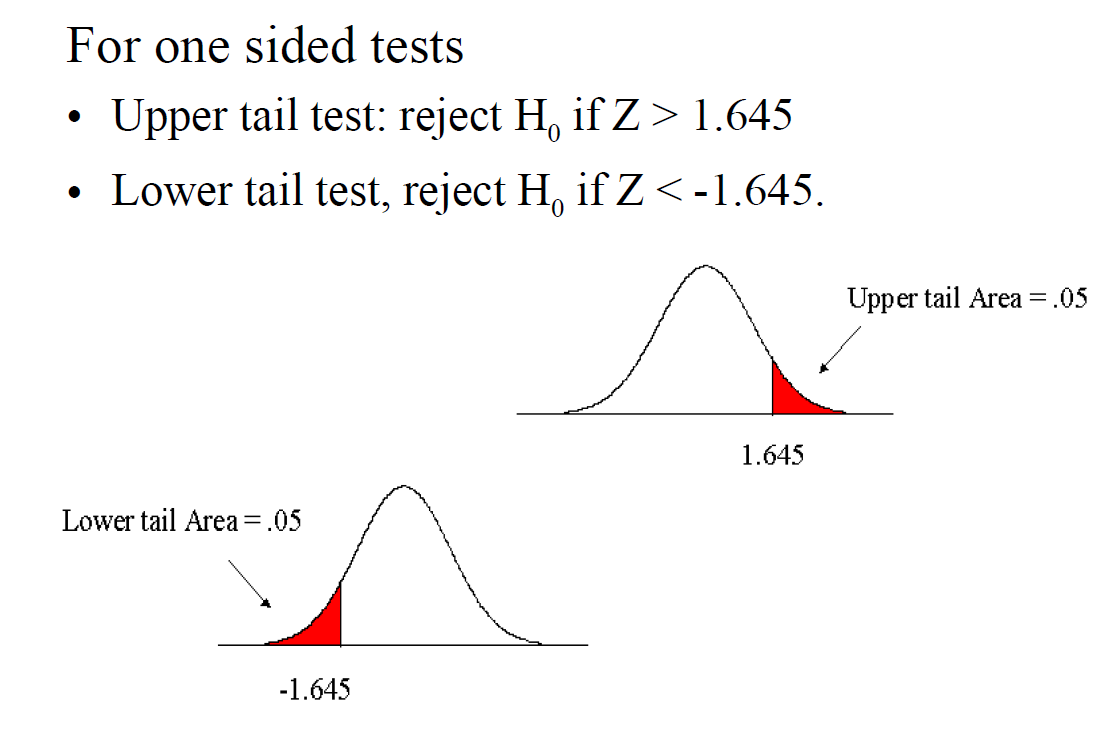 For one sided tests
• Upper tail test: reject H₀ if Z > 1.645
• Lower tail test, reject H₀ if Z < -1.645.
Upper tail Area = .05
1.645
Lower tail Area = .05
-1.645